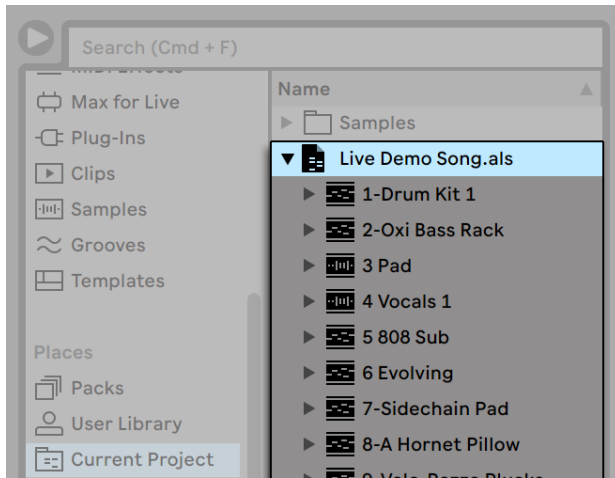 Search (Cmd + F)
Max for Live
Plug-Ins
Clips
Samples
Grooves
Templates
Places
Packs
User Library
Current Project
Name
Samples
Live Demo Song.als
1-Drum Kit 1
2-Oxi Bass Rack
3 Pad
4 Vocals 1
5 808 Sub
6 Evolving
7-Sidechain Pad
8-A Hornet Pillow